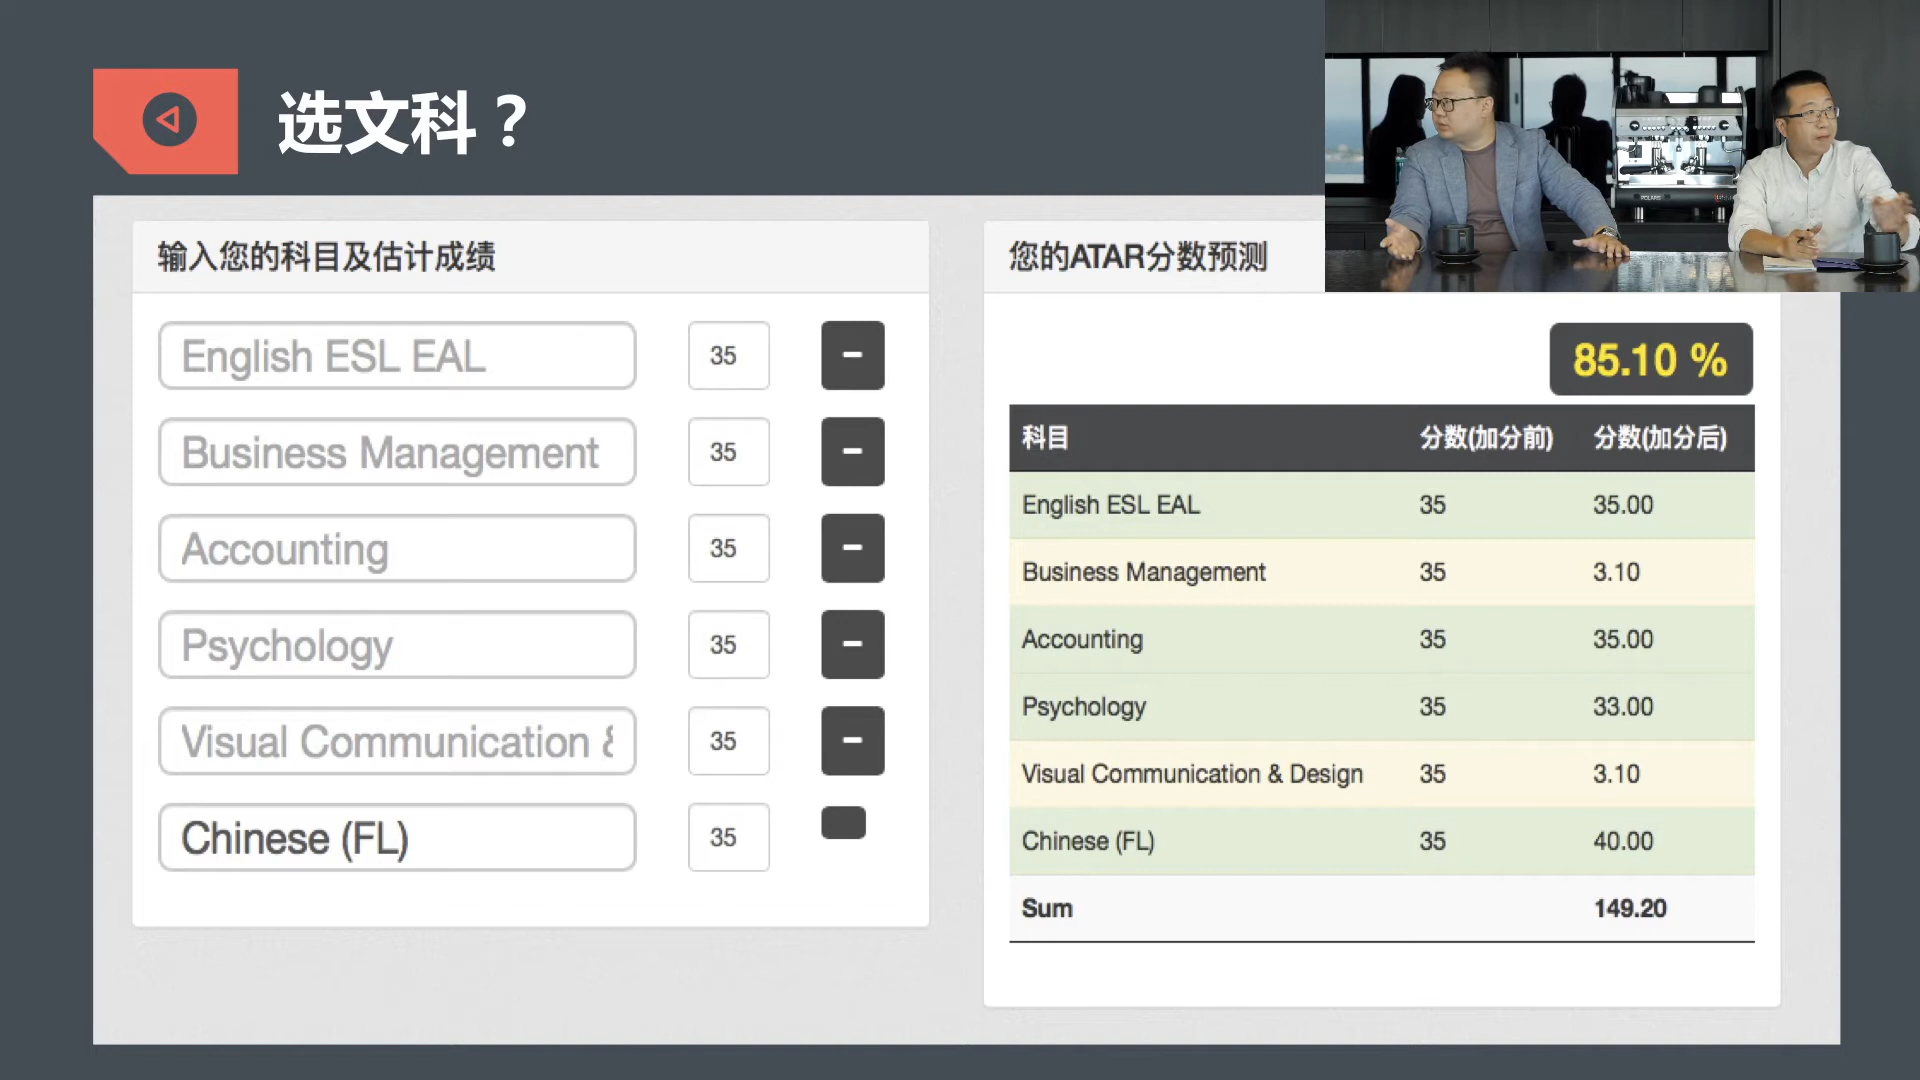 选文科？
输入您的科目及估计成绩
English ESL EAL 35 −
Business Management 35 −
Accounting 35 −
Psychology 35 −
Visual Communication & 35 −
Chinese (FL) 35
您的ATAR分数预测
85.10 %
科目 分数(加分前) 分数(加分后)
English ESL EAL 35 35.00
Business Management 35 3.10
Accounting 35 35.00
Psychology 35 33.00
Visual Communication & Design 35 3.10
Chinese (FL) 35 40.00
Sum 149.20